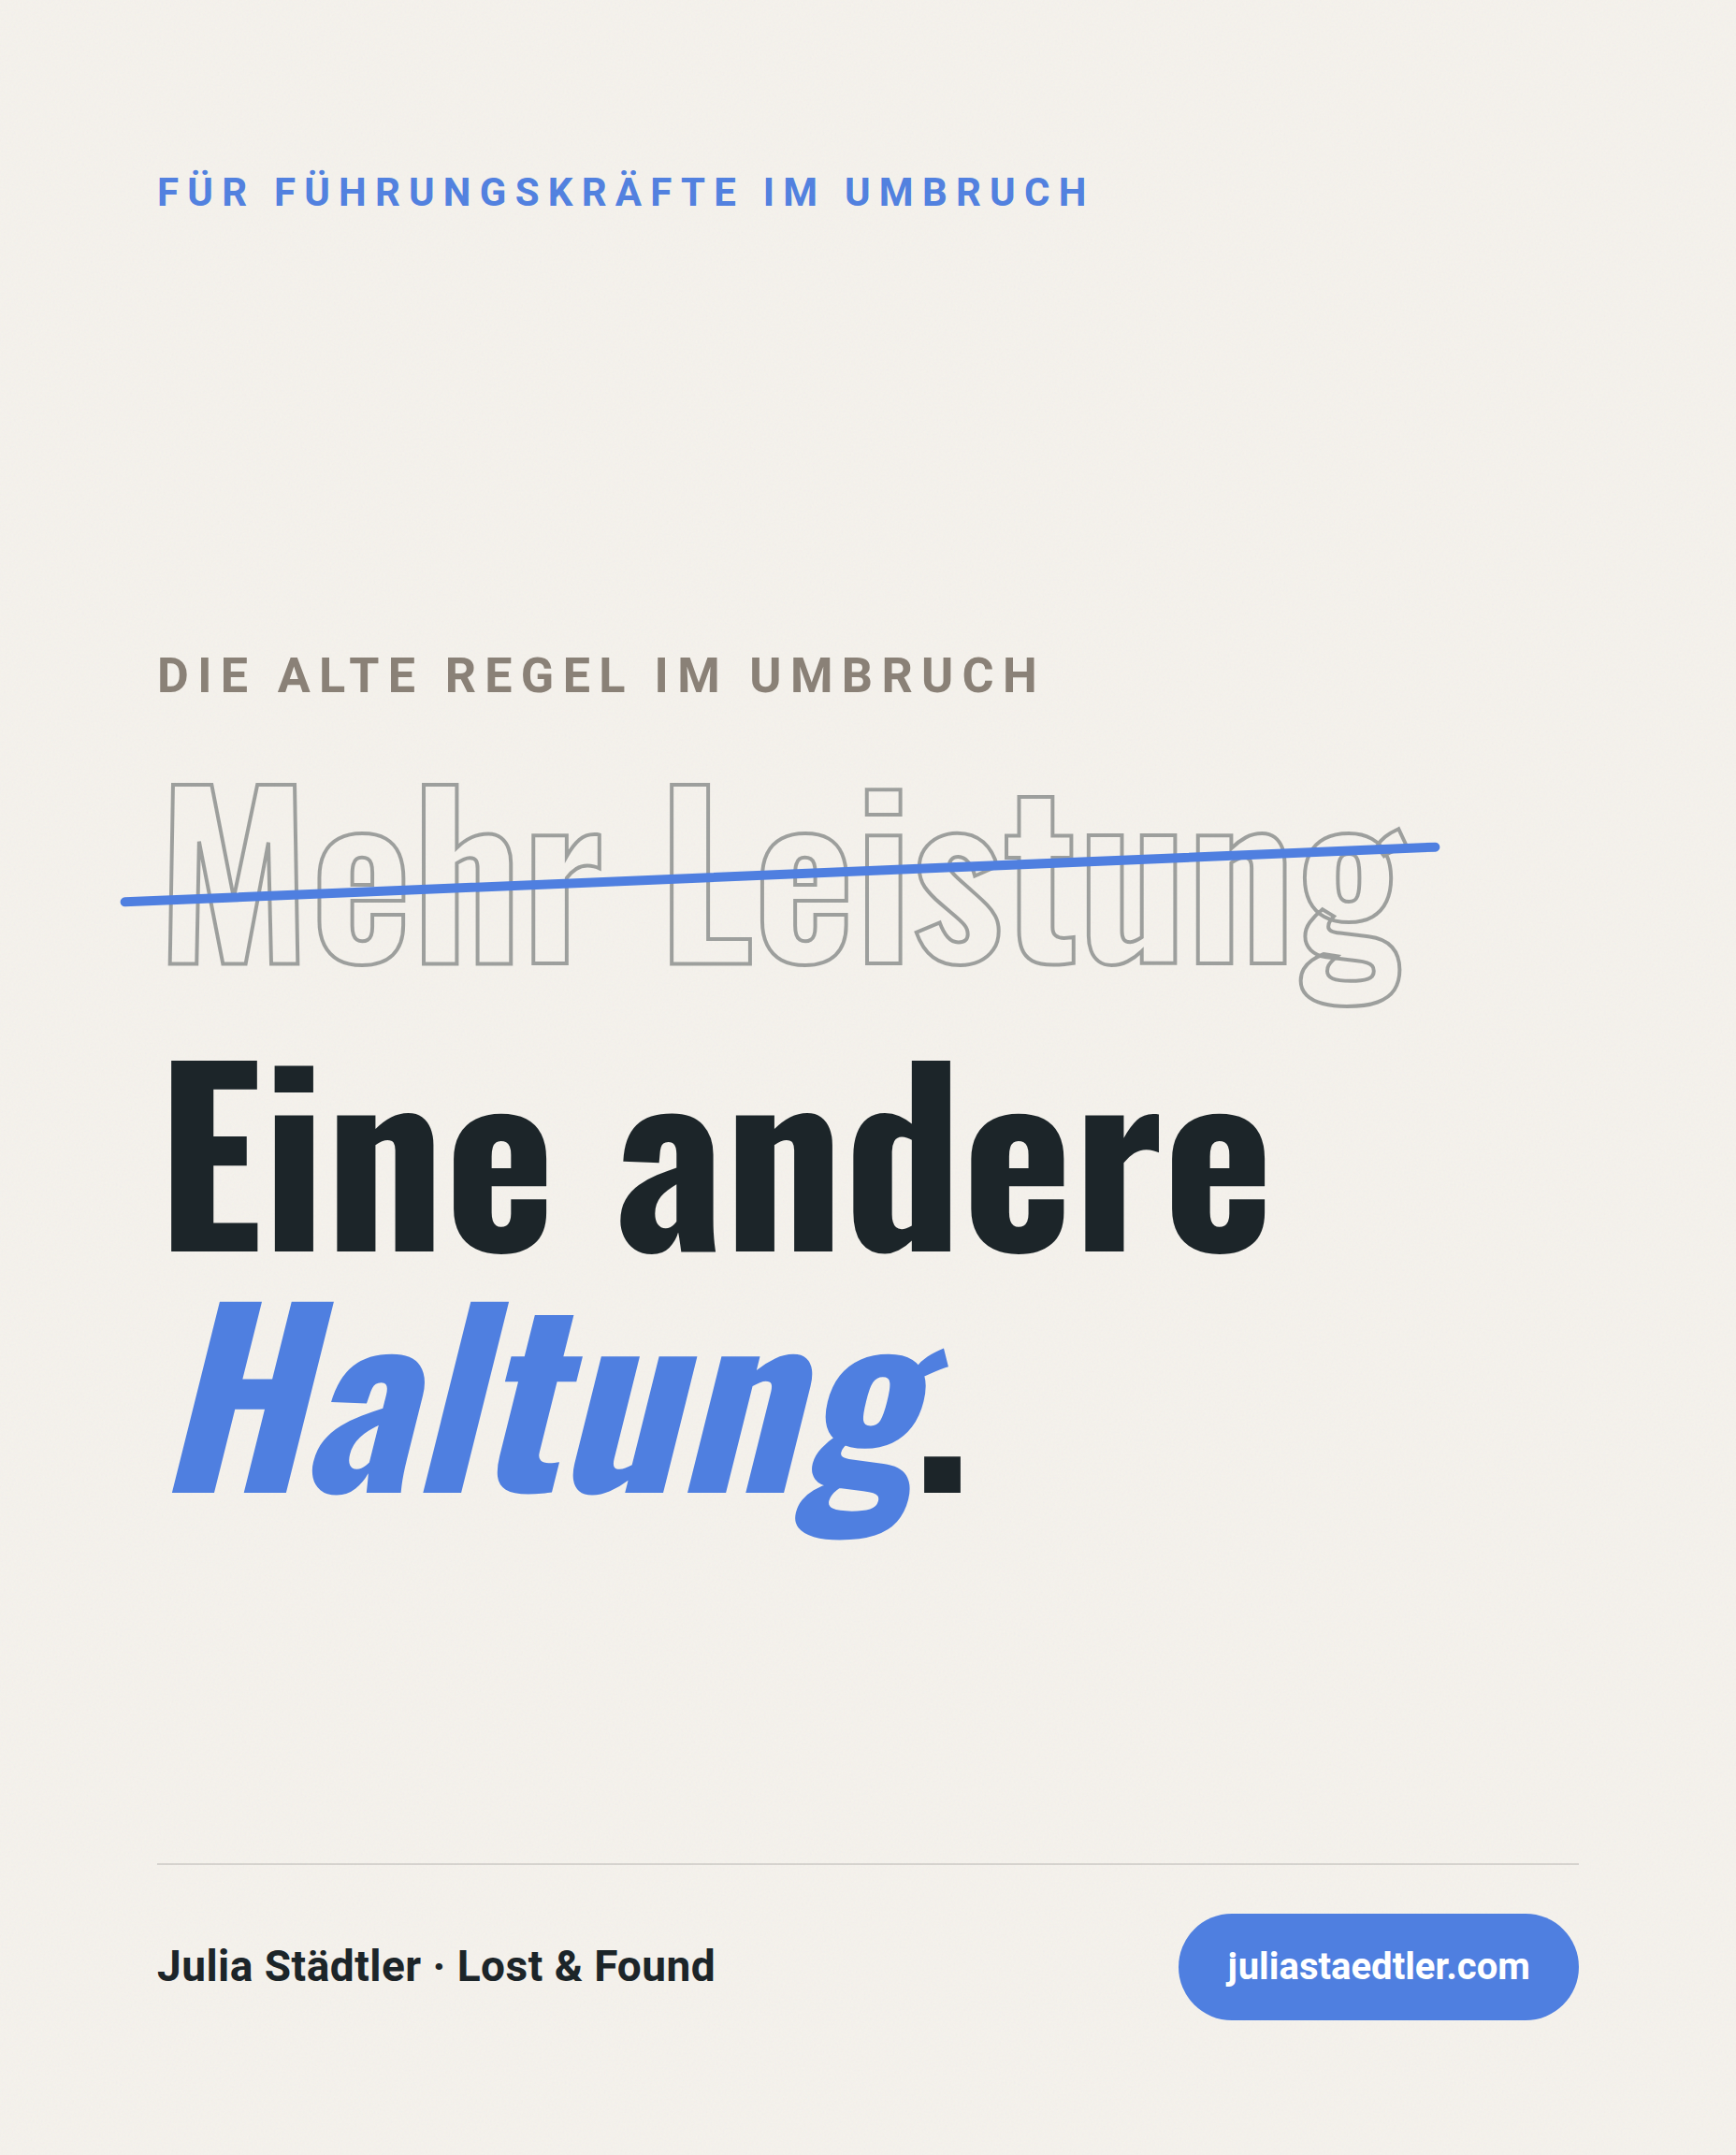 FÜR FÜHRUNGSKRÄFTE IM UMBRUCH
DIE ALTE REGEL IM UMBRUCH
Mehr Leistung
Eine andere
Haltung.
Julia Städtler · Lost & Found
juliastaedtler.com